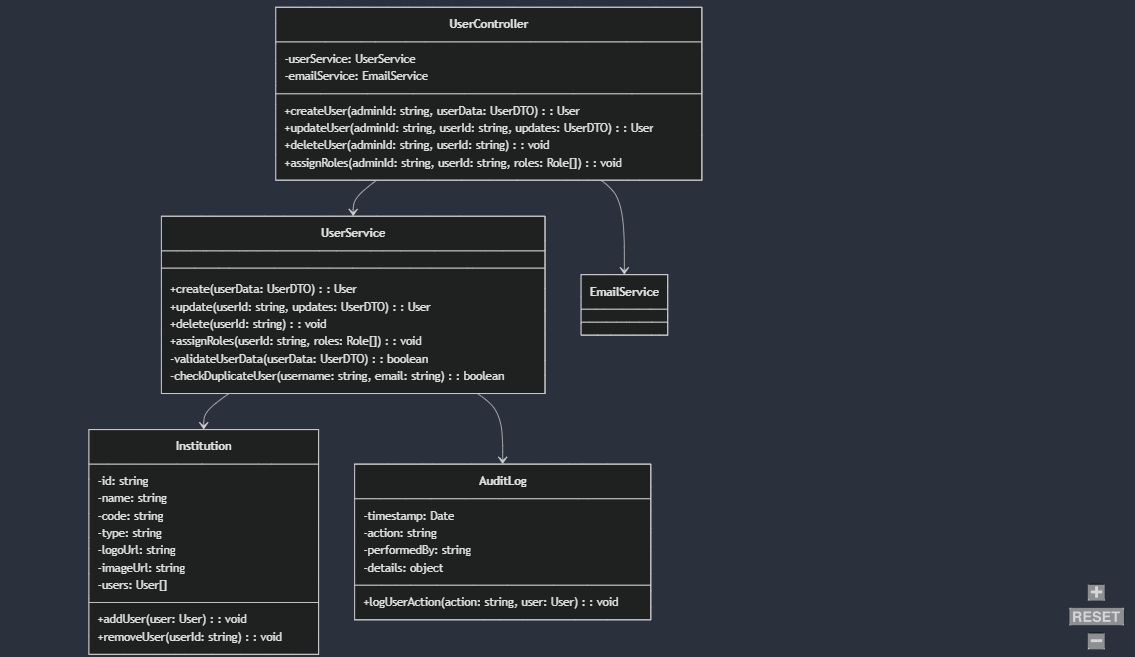 UserController
-userService: UserService
-emailService: EmailService
+createUser(adminId: string, userData: UserDTO) : : User
+updateUser(adminId: string, userId: string, updates: UserDTO) : : User
+deleteUser(adminId: string, userId: string) : : void
+assignRoles(adminId: string, userId: string, roles: Role[]) : : void
UserService
+create(userData: UserDTO) : : User
+update(userId: string, updates: UserDTO) : : User
+delete(userId: string) : : void
+assignRoles(userId: string, roles: Role[]) : : void
-validateUserData(userData: UserDTO) : : boolean
-checkDuplicateUser(username: string, email: string) : : boolean
EmailService
Institution
-id: string
-name: string
-code: string
-type: string
-logoUrl: string
-imageUrl: string
-users: User[]
+addUser(user: User) : : void
+removeUser(userId: string) : : void
AuditLog
-timestamp: Date
-action: string
-performedBy: string
-details: object
+logUserAction(action: string, user: User) : : void
+
RESET
−